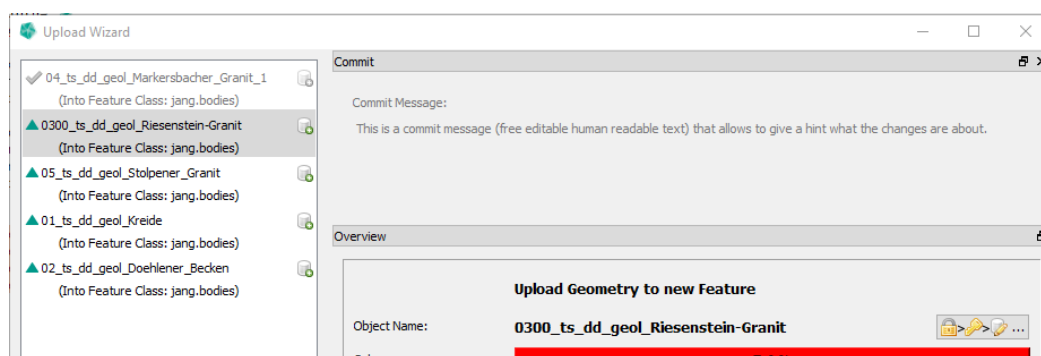 Upload Wizard
04_ts_dd_geol_Markersbacher_Granit_1
(Into Feature Class: jang.bodies)
0300_ts_dd_geol_Riesenstein-Granit
(Into Feature Class: jang.bodies)
05_ts_dd_geol_Stolpener_Granit
(Into Feature Class: jang.bodies)
01_ts_dd_geol_Kreide
(Into Feature Class: jang.bodies)
02_ts_dd_geol_Doehlener_Becken
(Into Feature Class: jang.bodies)
Commit
Commit Message:
This is a commit message (free editable human readable text) that allows to give a hint what the changes are about.
Overview
Upload Geometry to new Feature
Object Name: 0300_ts_dd_geol_Riesenstein-Granit > > ...